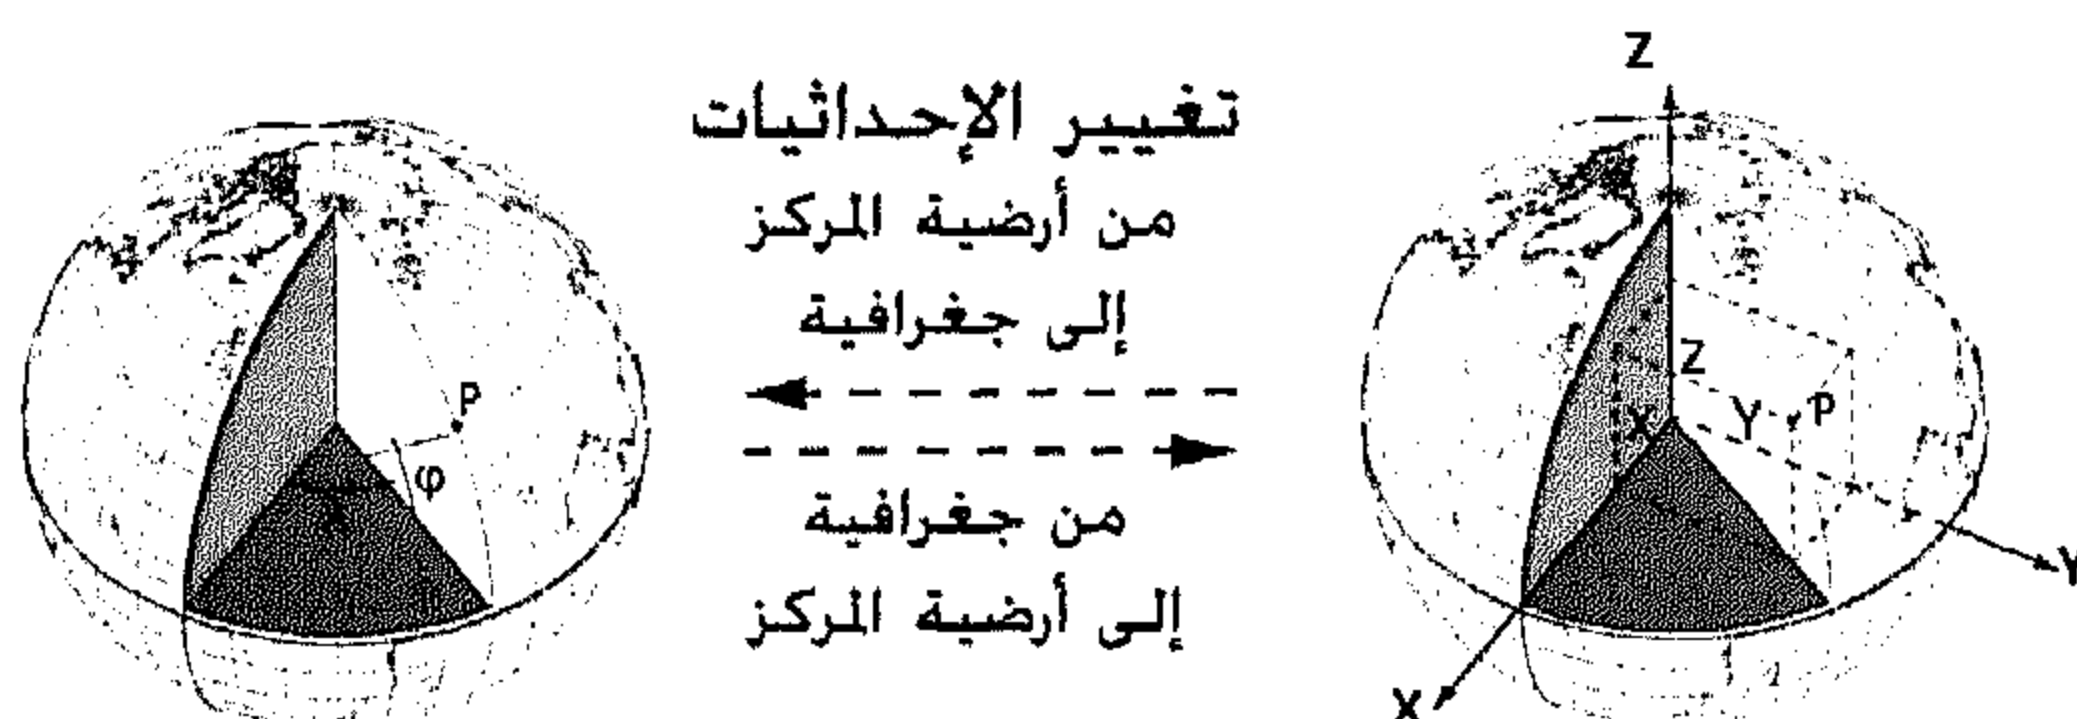 تغيير الإحداثيات
من أرضية المركز
إلى جغرافية
من جغرافية
إلى أرضية المركز
P
φ
λ
Z
Z
X
Y
P
Y
X